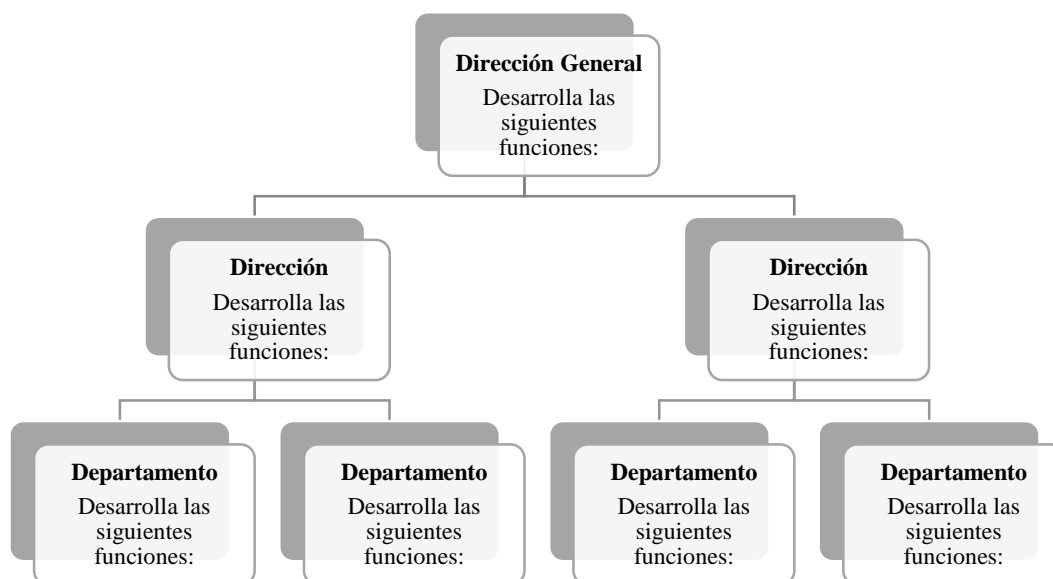 Dirección General
Desarrolla las
siguientes
funciones:
Dirección
Desarrolla las
siguientes
funciones:
Dirección
Desarrolla las
siguientes
funciones:
Departamento
Desarrolla las
siguientes
funciones:
Departamento
Desarrolla las
siguientes
funciones:
Departamento
Desarrolla las
siguientes
funciones:
Departamento
Desarrolla las
siguientes
funciones: